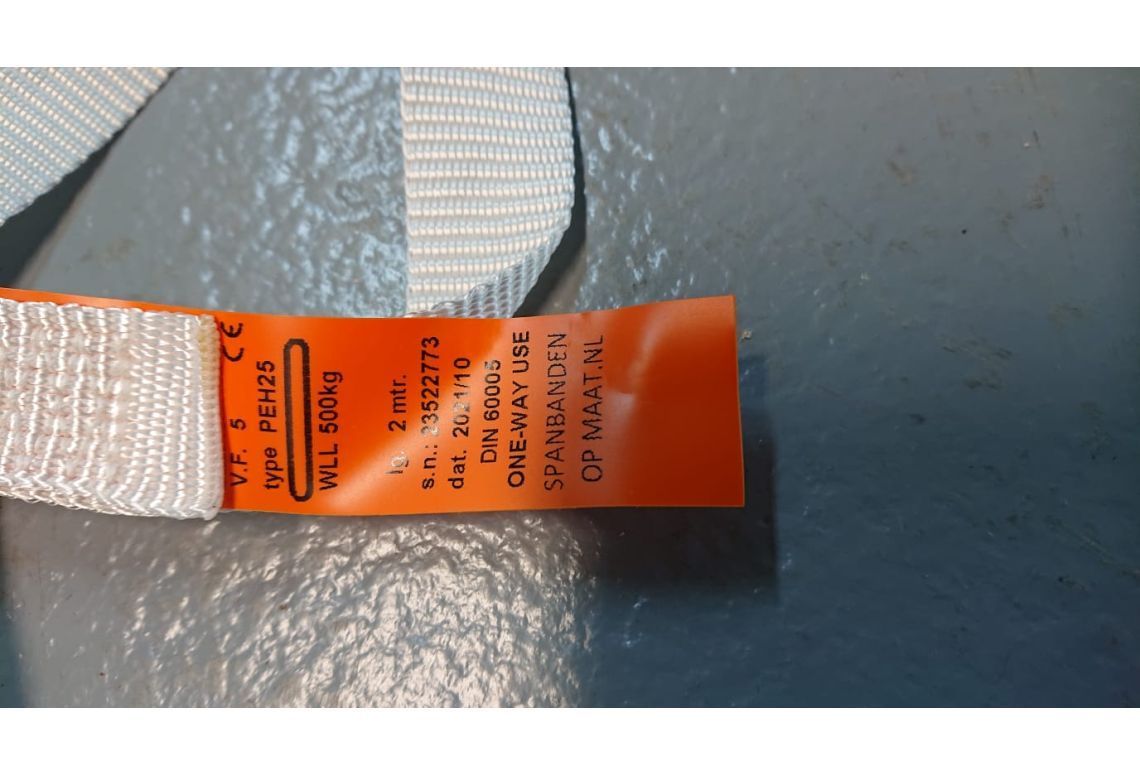 V.F. 5 CE
type PEH25
WLL 500kg
lg. 2 mtr.
s.n.: 23522773
dat. 2021/10
DIN 60005
ONE-WAY USE
SPANBANDEN
OP MAAT.NL